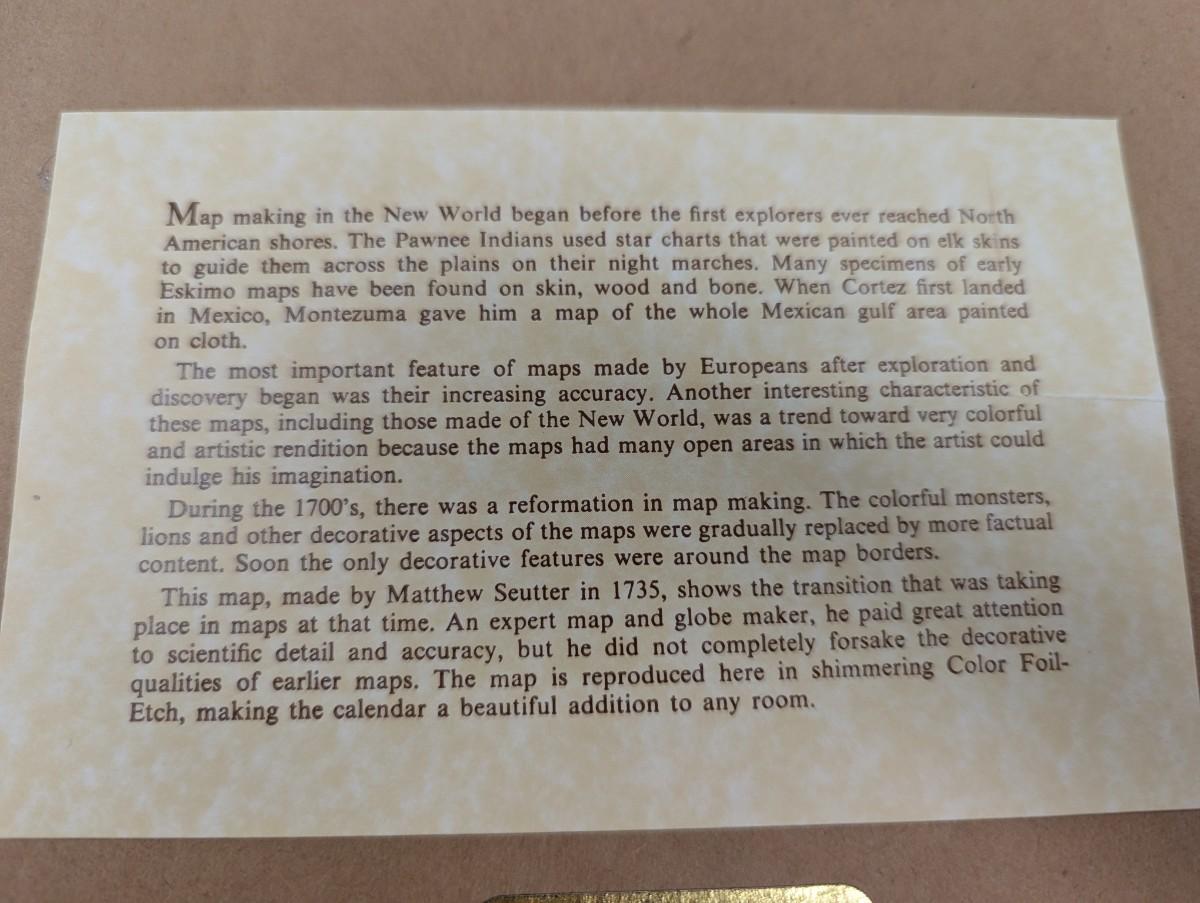 Map making in the New World began before the first explorers ever reached North
American shores. The Pawnee Indians used star charts that were painted on elk skins
to guide them across the plains on their night marches. Many specimens of early
Eskimo maps have been found on skin, wood and bone. When Cortez first landed
in Mexico, Montezuma gave him a map of the whole Mexican gulf area painted
on cloth.
The most important feature of maps made by Europeans after exploration and
discovery began was their increasing accuracy. Another interesting characteristic of
these maps, including those made of the New World, was a trend toward very colorful
and artistic rendition because the maps had many open areas in which the artist could
indulge his imagination.
During the 1700's, there was a reformation in map making. The colorful monsters,
lions and other decorative aspects of the maps were gradually replaced by more factual
content. Soon the only decorative features were around the map borders.
This map, made by Matthew Seutter in 1735, shows the transition that was taking
place in maps at that time. An expert map and globe maker, he paid great attention
to scientific detail and accuracy, but he did not completely forsake the decorative
qualities of earlier maps. The map is reproduced here in shimmering Color Foil-
Etch, making the calendar a beautiful addition to any room.